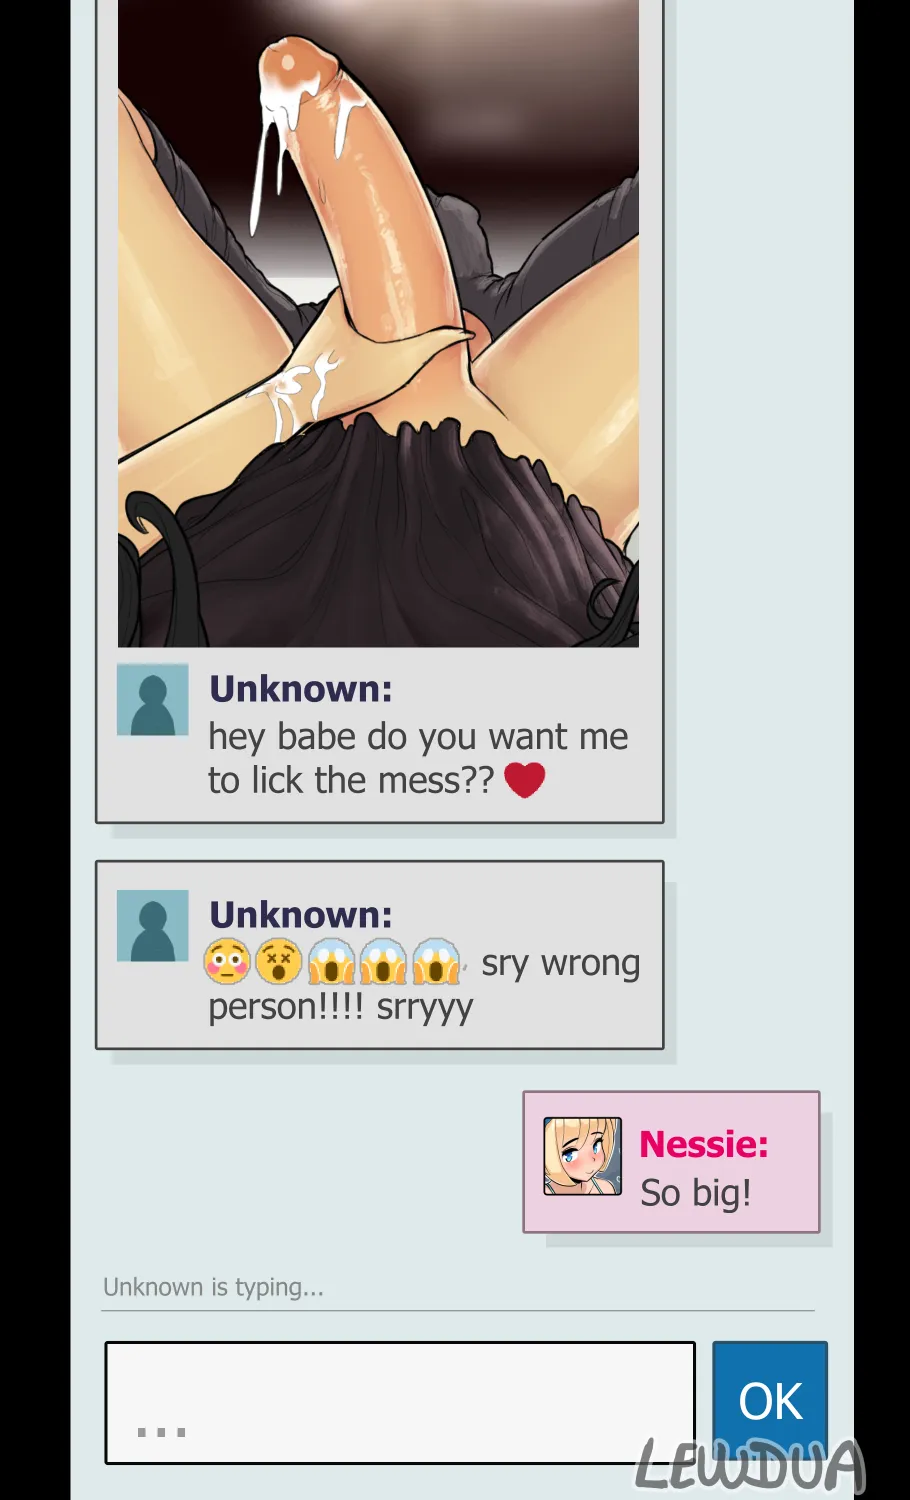 Unknown:
hey babe do you want me
to lick the mess?? ❤
Unknown:
😳😵😱😱😱, sry wrong
person!!!! srryyy
Nessie:
So big!
Unknown is typing...
...
OK
LEWDUA